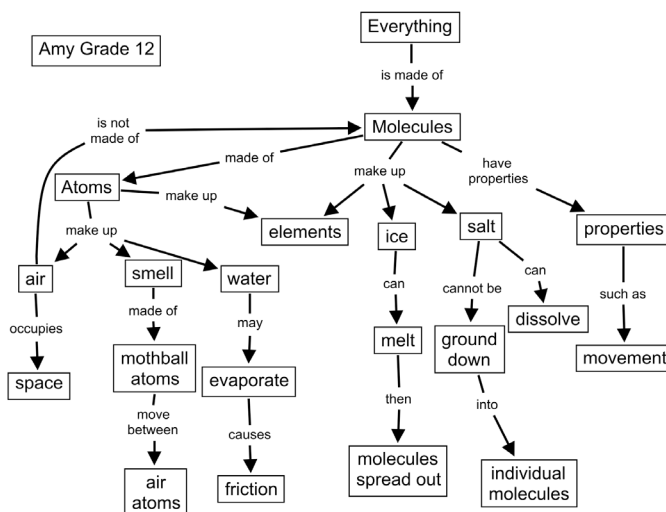 Everything
Amy Grade 12
is made of
is not
made of
Molecules
made of
have
properties
make up
Atoms
make up
elements
ice
salt
properties
make up
air
smell
water
can
cannot be
can
such as
occupies
made of
may
dissolve
melt
ground
down
movement
space
mothball
atoms
evaporate
move
between
causes
then
into
air
atoms
friction
molecules
spread out
individual
molecules